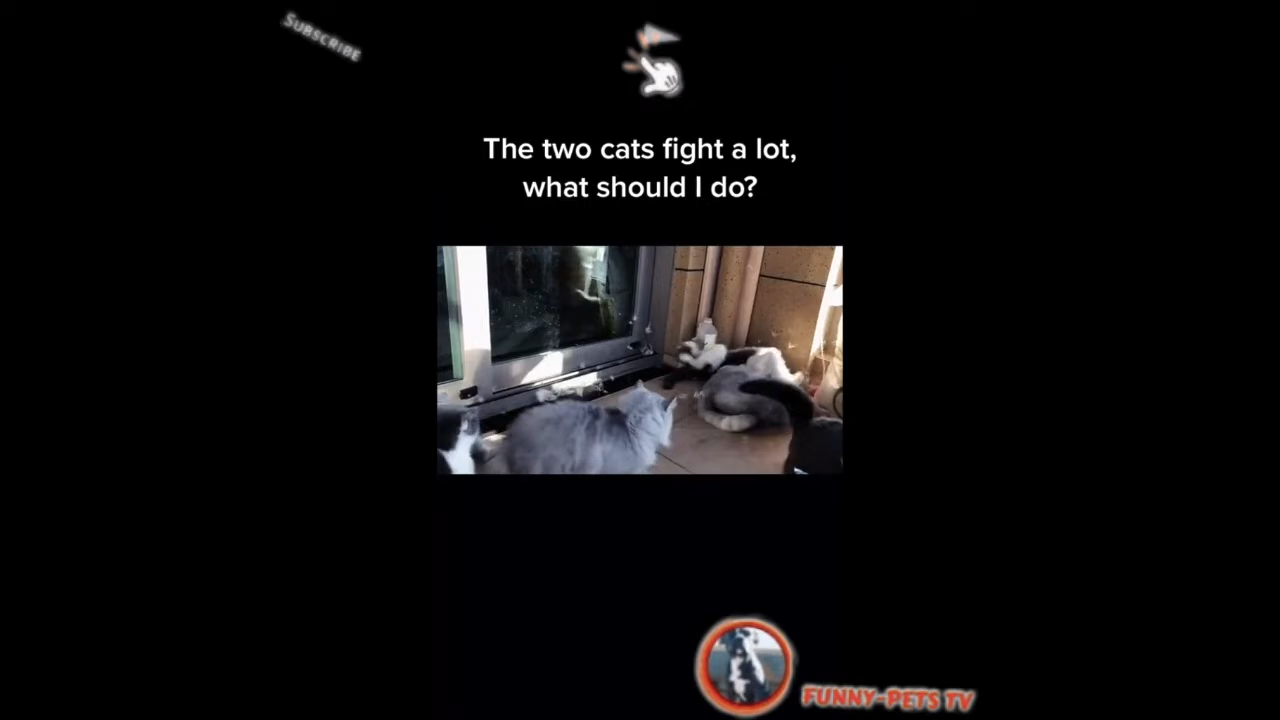 SUBSCRIBE
The two cats fight a lot,
what should I do?
FUNNY-PETS TV